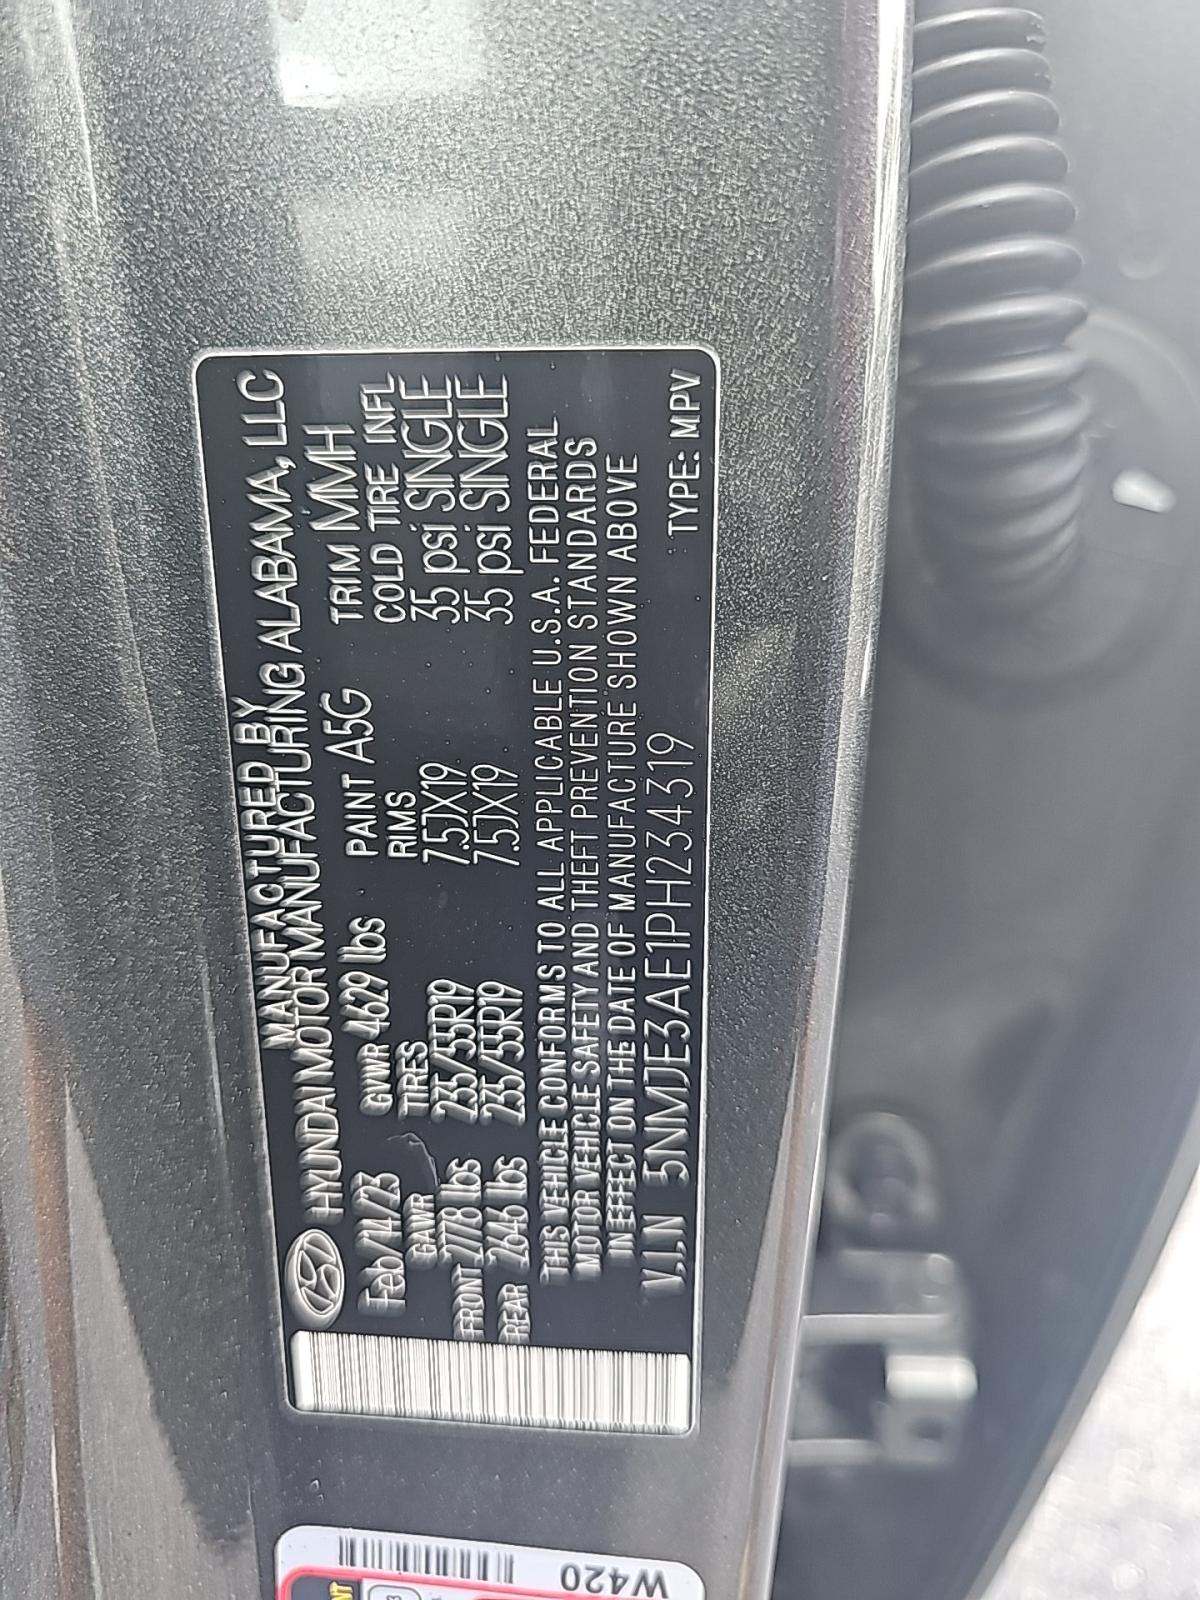 MANUFACTURED BY
HYUNDAI MOTOR MANUFACTURING ALABAMA, LLC
Feb/14/23 GVWR 4629 lbs PAINT A5G TRIM MMH
GAWR TIRES RIMS COLD TIRE INFL
FRONT 2778 lbs 235/55R19 7.5JX19 35 psi SINGLE
REAR 2646 lbs 235/55R19 7.5JX19 35 psi SINGLE
THIS VEHICLE CONFORMS TO ALL APPLICABLE U.S.A. FEDERAL
MOTOR VEHICLE SAFETY AND THEFT PREVENTION STANDARDS
IN EFFECT ON THE DATE OF MANUFACTURE SHOWN ABOVE
V.I.N 5NMJE3AE1PH234319
TYPE: MPV
W420